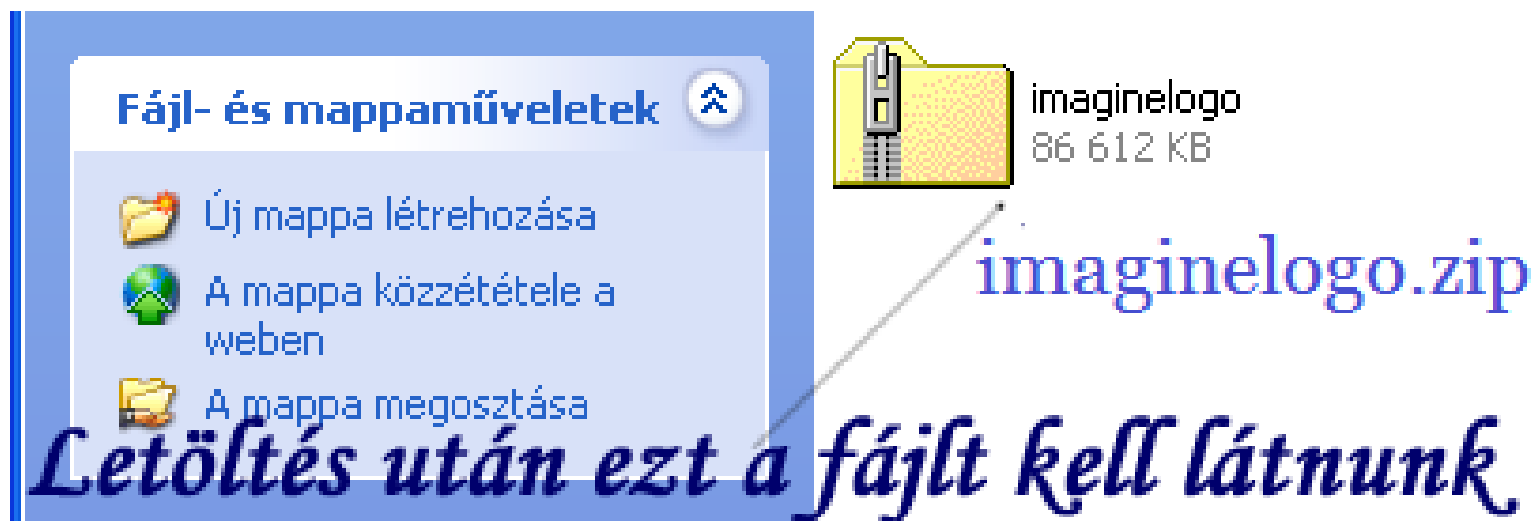 Fájl- és mappaműveletek
Új mappa létrehozása
A mappa közzététele a
weben
A mappa megosztása
imaginelogo
86 612 KB
imaginelogo.zip
Letöltés után ezt a fájlt kell látnunk